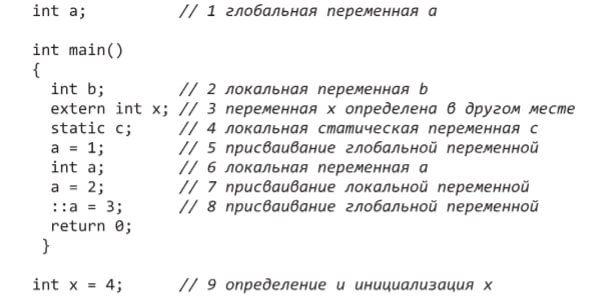 int a; // 1 глобальная переменная a
int main()
{
int b; // 2 локальная переменная b
extern int x; // 3 переменная x определена в другом месте
static c; // 4 локальная статическая переменная c
a = 1; // 5 присваивание глобальной переменной
int a; // 6 локальная переменная a
a = 2; // 7 присваивание локальной переменной
::a = 3; // 8 присваивание глобальной переменной
return 0;
}
int x = 4; // 9 определение и инициализация x